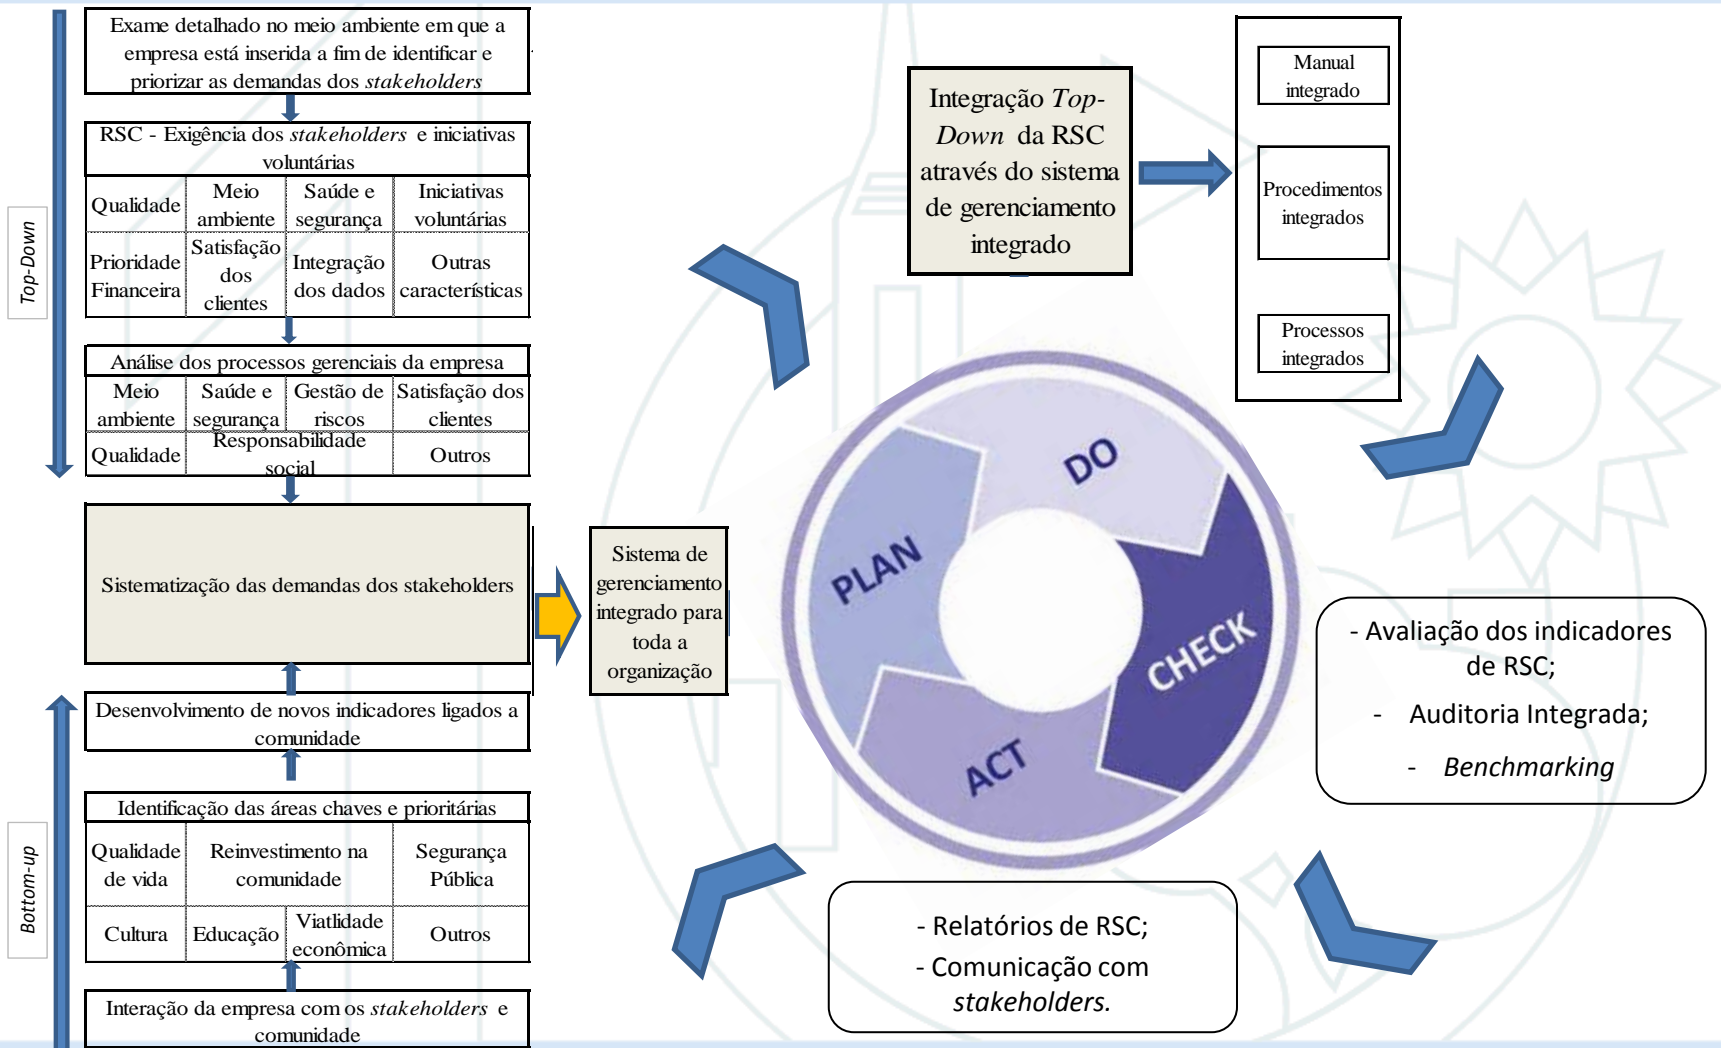 Exame detalhado no meio ambiente em que a
empresa está inserida a fim de identificar e
priorizar as demandas dos stakeholders
RSC - Exigência dos stakeholders e iniciativas
voluntárias
Qualidade
Meio
ambiente
Saúde e
segurança
Iniciativas
voluntárias
Prioridade
Financeira
Satisfação
dos
clientes
Integração
dos dados
Outras
características
Top-Down
Análise dos processos gerenciais da empresa
Meio
ambiente
Saúde e
segurança
Gestão de
riscos
Satisfação dos
clientes
Qualidade
Responsabilidade
social
Outros
Sistematização das demandas dos stakeholders
Desenvolvimento de novos indicadores ligados a
comunidade
Identificação das áreas chaves e prioritárias
Qualidade
de vida
Reinvestimento na
comunidade
Segurança
Pública
Cultura
Educação
Viatlidade
econômica
Outros
Bottom-up
Interação da empresa com os stakeholders e
comunidade
Sistema de
gerenciamento
integrado para
toda a
organização
Integração Top-
Down da RSC
através do sistema
de gerenciamento
integrado
Manual
integrado
Procedimentos
integrados
Processos
integrados
PLAN
DO
CHECK
ACT
- Avaliação dos indicadores
de RSC;
- Auditoria Integrada;
- Benchmarking
- Relatórios de RSC;
- Comunicação com
stakeholders.